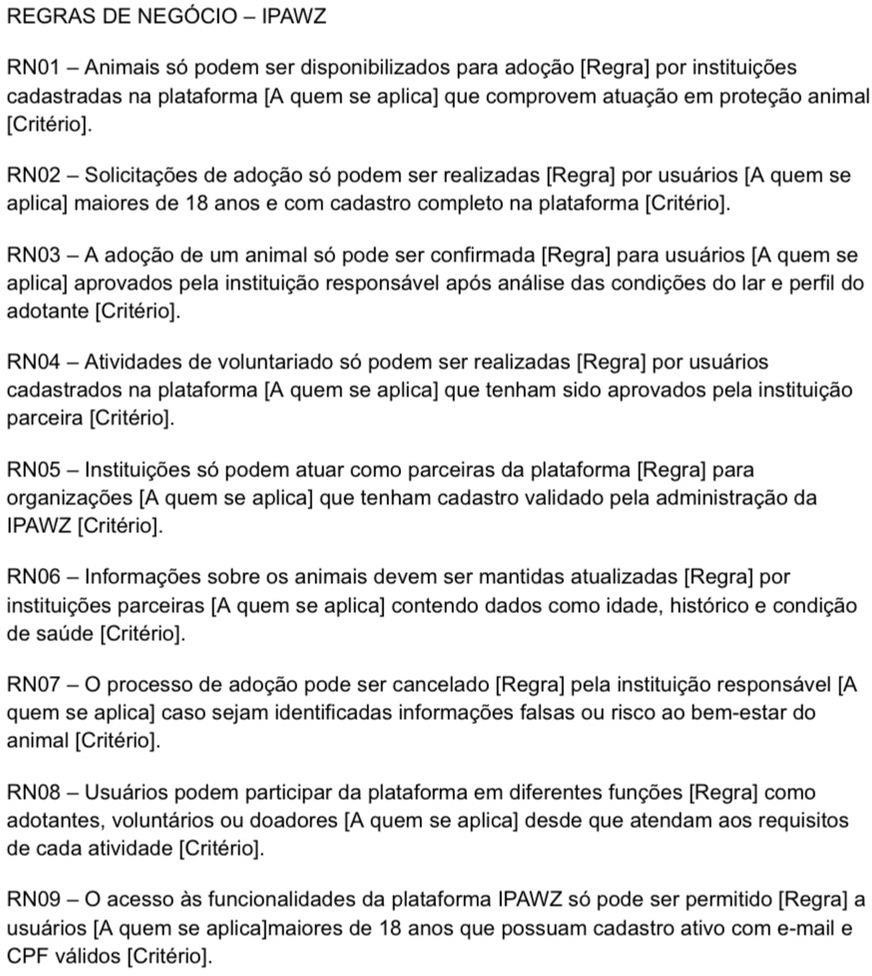 REGRAS DE NEGÓCIO – IPAWZ
RN01 – Animais só podem ser disponibilizados para adoção [Regra] por instituições
cadastradas na plataforma [A quem se aplica] que comprovem atuação em proteção animal
[Critério].
RN02 – Solicitações de adoção só podem ser realizadas [Regra] por usuários [A quem se
aplica] maiores de 18 anos e com cadastro completo na plataforma [Critério].
RN03 – A adoção de um animal só pode ser confirmada [Regra] para usuários [A quem se
aplica] aprovados pela instituição responsável após análise das condições do lar e perfil do
adotante [Critério].
RN04 – Atividades de voluntariado só podem ser realizadas [Regra] por usuários
cadastrados na plataforma [A quem se aplica] que tenham sido aprovados pela instituição
parceira [Critério].
RN05 – Instituições só podem atuar como parceiras da plataforma [Regra] para
organizações [A quem se aplica] que tenham cadastro validado pela administração da
IPAWZ [Critério].
RN06 – Informações sobre os animais devem ser mantidas atualizadas [Regra] por
instituições parceiras [A quem se aplica] contendo dados como idade, histórico e condição
de saúde [Critério].
RN07 – O processo de adoção pode ser cancelado [Regra] pela instituição responsável [A
quem se aplica] caso sejam identificadas informações falsas ou risco ao bem-estar do
animal [Critério].
RN08 – Usuários podem participar da plataforma em diferentes funções [Regra] como
adotantes, voluntários ou doadores [A quem se aplica] desde que atendam aos requisitos
de cada atividade [Critério].
RN09 – O acesso às funcionalidades da plataforma IPAWZ só pode ser permitido [Regra] a
usuários [A quem se aplica]maiores de 18 anos que possuam cadastro ativo com e-mail e
CPF válidos [Critério].